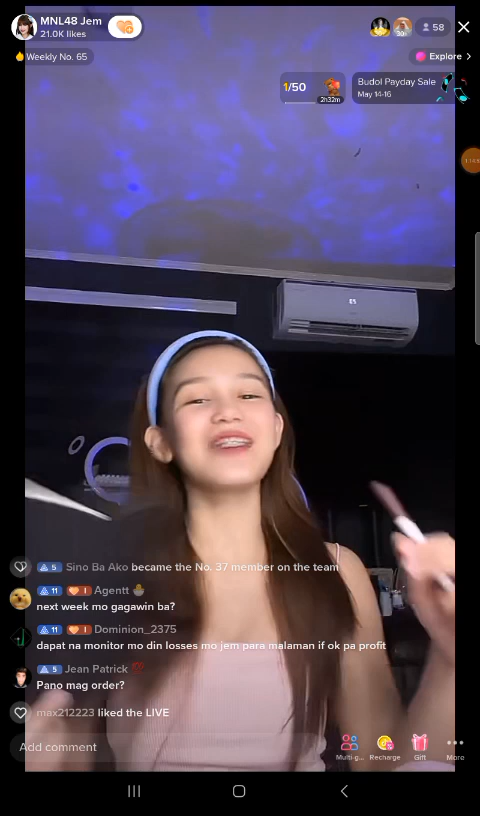 MNL48 Jem
21.0K likes
30+
58
Weekly No. 65
Explore >
1/50
2h32m
Budol Payday Sale
May 14-16
5 Sino Ba Ako became the No. 37 member on the team
11 I Agentt
next week mo gagawin ba?
11 I Dominion_2375
dapat na monitor mo din losses mo jem para malaman if ok pa profit
5 Jean Patrick 💯
Pano mag order?
max212223 liked the LIVE
Add comment
Multi-g...
Recharge
Gift
More